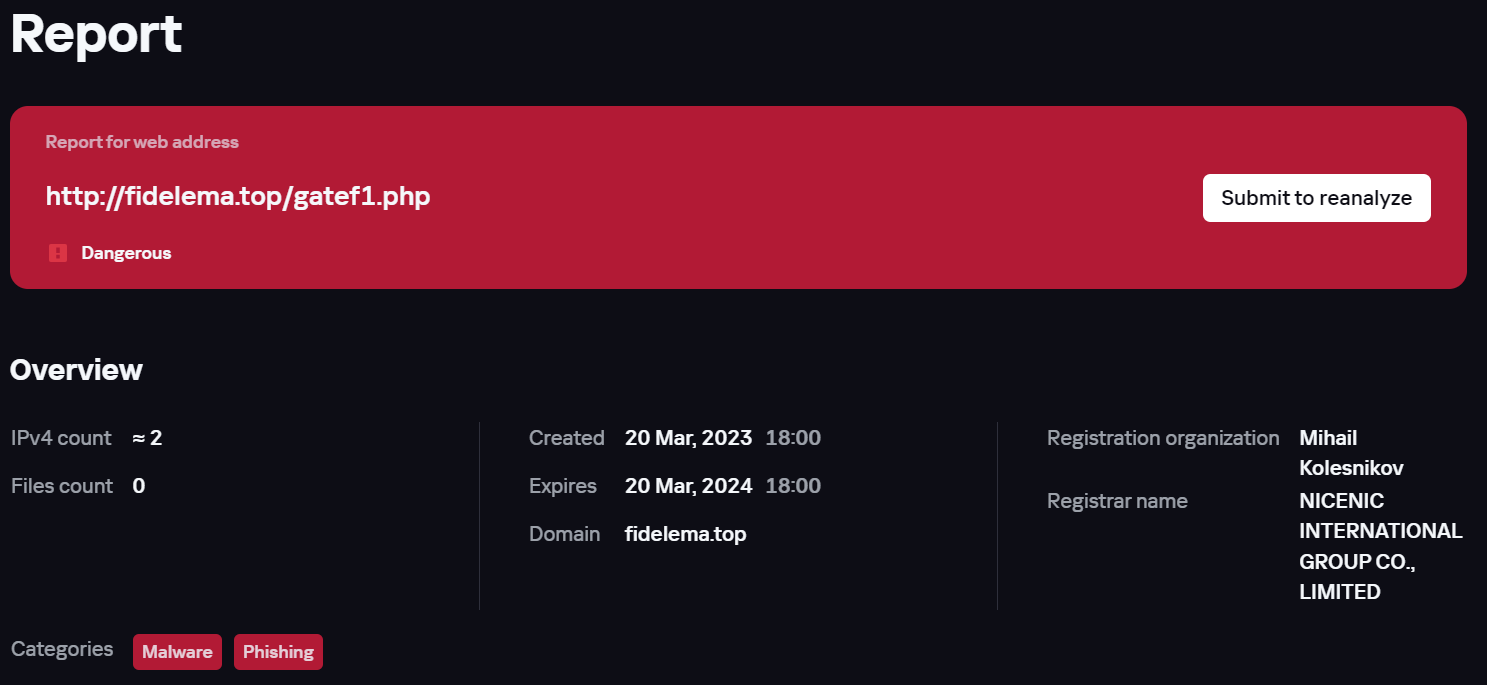 Report
Report for web address
http://fidelema.top/gatef1.php
Submit to reanalyze
Dangerous
Overview
IPv4 count ≈ 2
Files count 0
Created 20 Mar, 2023 18:00
Expires 20 Mar, 2024 18:00
Domain fidelema.top
Registration organization Mihail
Kolesnikov
Registrar name NICENIC
INTERNATIONAL
GROUP CO.,
LIMITED
Categories Malware Phishing